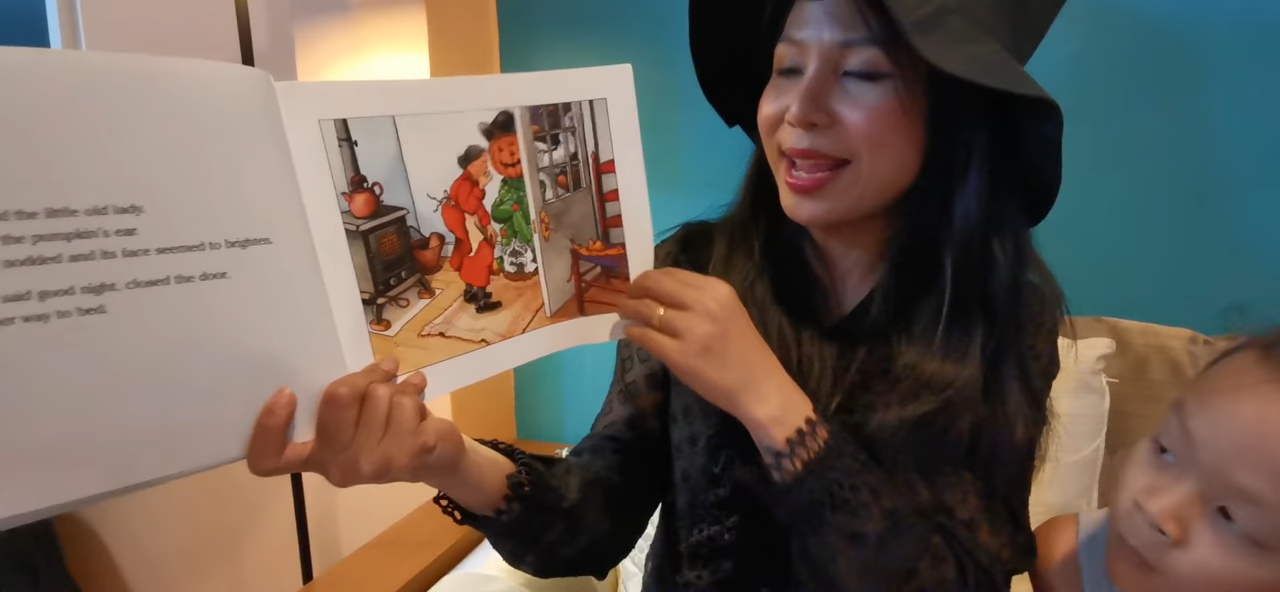 d the little old lady.
the pumpkin's ear.
nodded and its face seemed to brighten.
said good night, closed the door,
er way to bed.